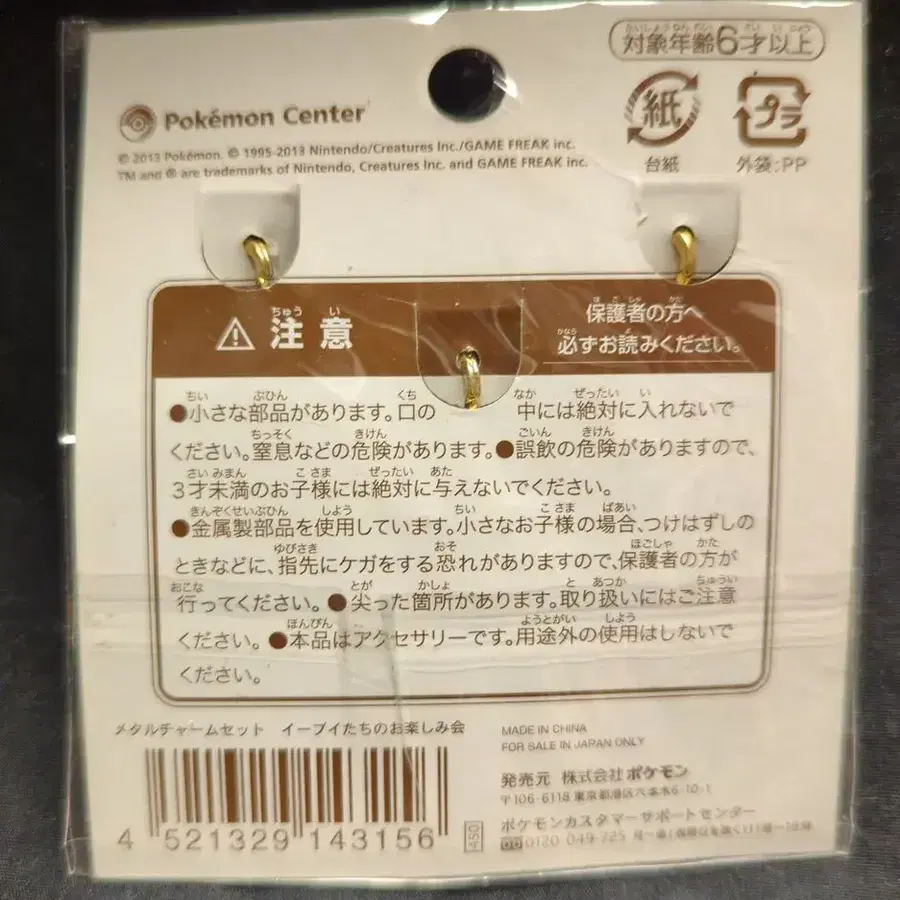 対象年齢6才以上
Pokémon Center
紙
プラ
© 2013 Pokémon. © 1995-2013 Nintendo/Creatures Inc./GAME FREAK inc.
TM and ® are trademarks of Nintendo, Creatures Inc. and GAME FREAK inc.
台紙
外袋:PP
注意
保護者の方へ
必ずお読みください。
●小さな部品があります。口の中には絶対に入れないで
ください。窒息などの危険があります。●誤飲の危険がありますので、
3才未満のお子様には絶対に与えないでください。
●金属製部品を使用しています。小さなお子様の場合、つけはずしの
ときなどに、指先にケガをする恐れがありますので、保護者の方が
行ってください。●尖った箇所があります。取り扱いにはご注意
ください。●本品はアクセサリーです。用途外の使用はしないで
ください。
メタルチャームセット イーブイたちのお楽しみ会
MADE IN CHINA
FOR SALE IN JAPAN ONLY
発売元 株式会社ポケモン
〒106-6118 東京都港区六本木6-10-1
ポケモンカスタマーサポートセンター
0120-049-725
4 521329 143156
450